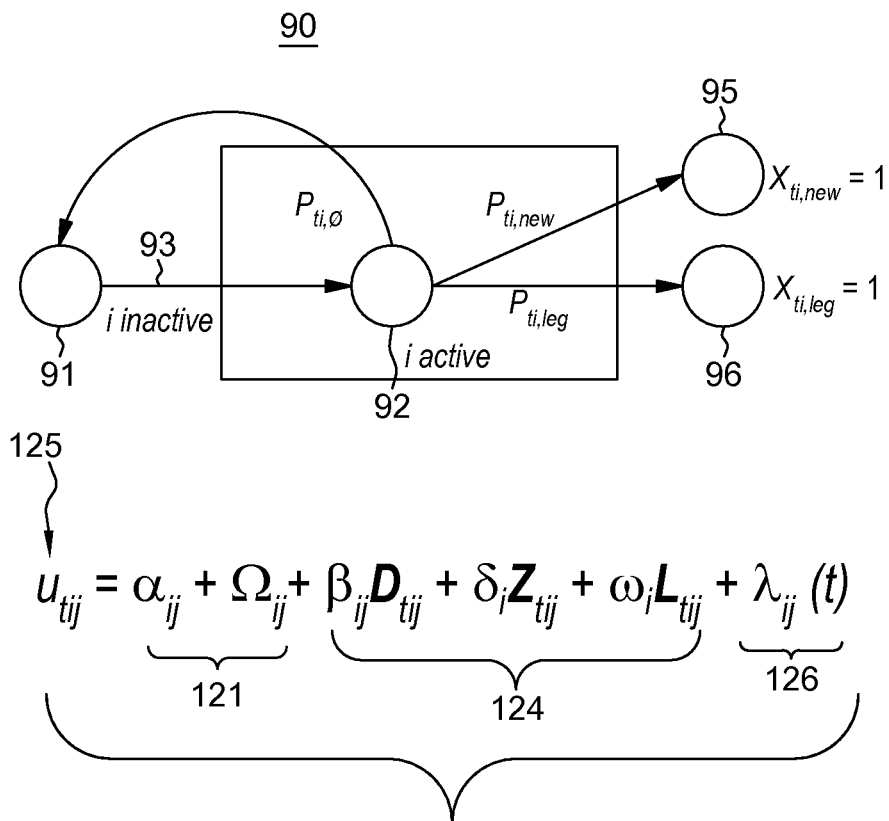 90
95
X_{ti,new} = 1
P_{ti,ø}
P_{ti,new}
93
i inactive
P_{ti,leg}
X_{ti,leg} = 1
91
i active
92
96
125
u_{tij} = α_{ij} + Ω_{ij} + β_{ij}D_{tij} + δ_iZ_{tij} + ω_iL_{tij} + λ_{ij} (t)
121
124
126